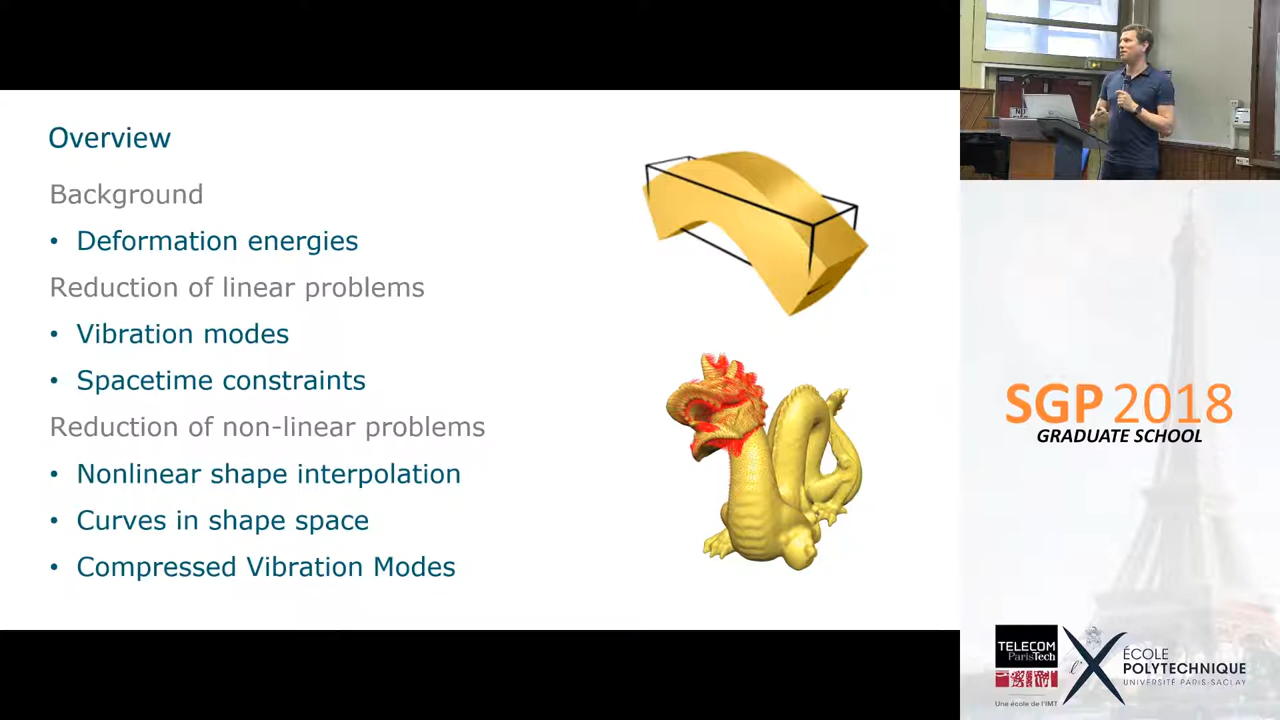 Overview
Background
• Deformation energies
Reduction of linear problems
• Vibration modes
• Spacetime constraints
Reduction of non-linear problems
• Nonlinear shape interpolation
• Curves in shape space
• Compressed Vibration Modes
SGP 2018
GRADUATE SCHOOL
TELECOM
ParisTech
Une école de l'IMT
ÉCOLE
POLYTECHNIQUE
UNIVERSITÉ PARIS-SACLAY